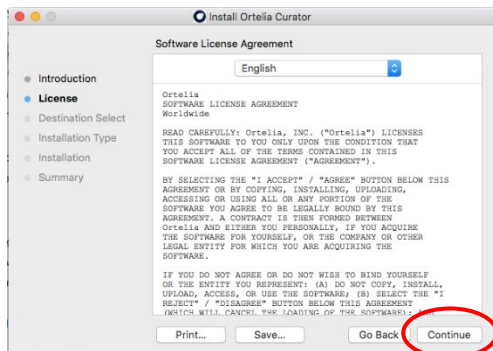 Install Ortelia Curator
Software License Agreement
English
Introduction
License
Destination Select
Installation Type
Installation
Summary
Ortelia
SOFTWARE LICENSE AGREEMENT
Worldwide
READ CAREFULLY: Ortelia, INC. ("Ortelia") LICENSES
THIS SOFTWARE TO YOU ONLY UPON THE CONDITION THAT
YOU ACCEPT ALL OF THE TERMS CONTAINED IN THIS
SOFTWARE LICENSE AGREEMENT ("AGREEMENT").
BY SELECTING THE "I ACCEPT" / "AGREE" BUTTON BELOW THIS
AGREEMENT OR BY COPYING, INSTALLING, UPLOADING,
ACCESSING OR USING ALL OR ANY PORTION OF THE
SOFTWARE YOU AGREE TO BE LEGALLY BOUND BY THIS
AGREEMENT. A CONTRACT IS THEN FORMED BETWEEN
Ortelia AND EITHER YOU PERSONALLY, IF YOU ACQUIRE
THE SOFTWARE FOR YOURSELF, OR THE COMPANY OR OTHER
LEGAL ENTITY FOR WHICH YOU ARE ACQUIRING THE
SOFTWARE.
IF YOU DO NOT AGREE OR DO NOT WISH TO BIND YOURSELF
OR THE ENTITY YOU REPRESENT: (A) DO NOT COPY, INSTALL,
UPLOAD, ACCESS, OR USE THE SOFTWARE; (B) SELECT THE "I
REJECT" / "DISAGREE" BUTTON BELOW THIS AGREEMENT
(WHICH WILL CANCEL THE LOADING OF THE SOFTWARE);
Print...
Save...
Go Back
Continue